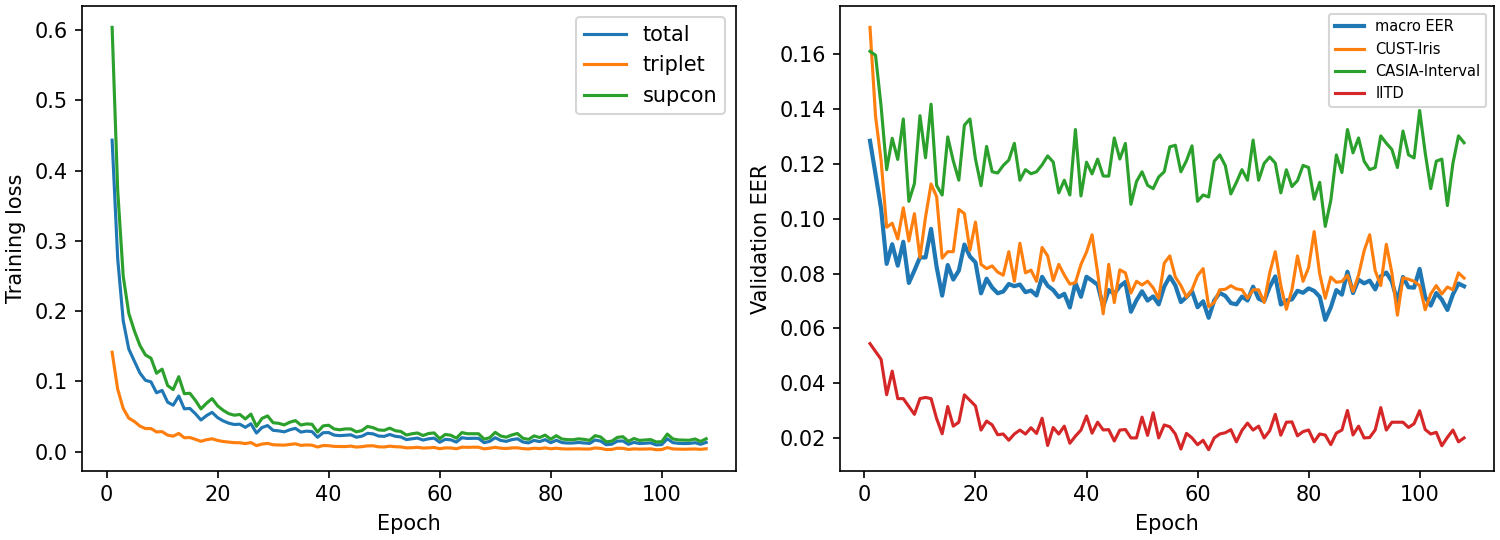 Training loss
0.6
0.5
0.4
0.3
0.2
0.1
0.0
total
triplet
supcon
0 20 40 60 80 100
Epoch
Validation EER
0.16
0.14
0.12
0.10
0.08
0.06
0.04
0.02
macro EER
CUST-Iris
CASIA-Interval
IITD
0 20 40 60 80 100
Epoch